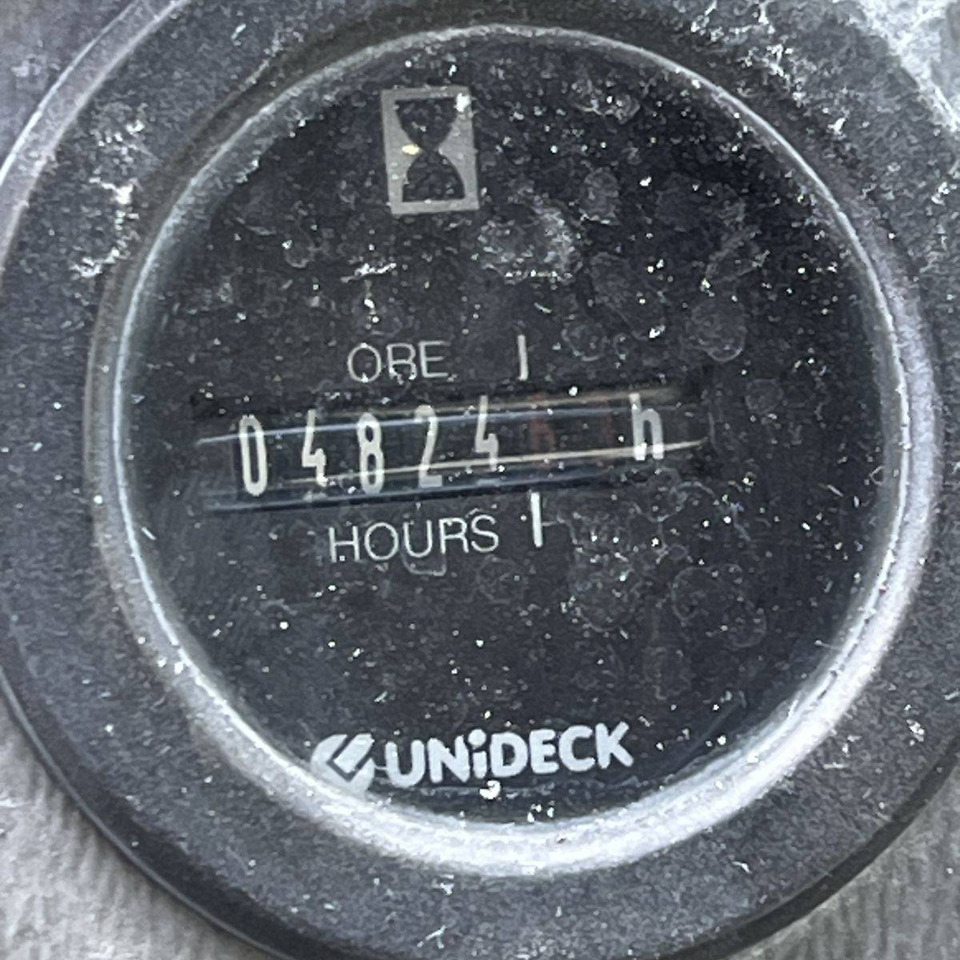 ORE
04824 h
HOURS
UNiDECK